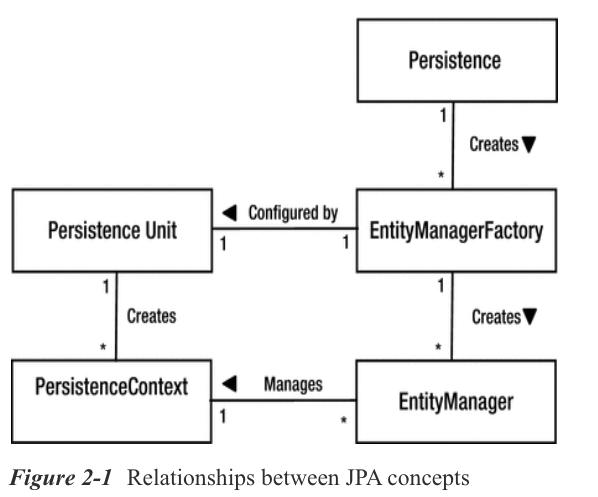 Persistence
1
Creates▼
*
Persistence Unit
◀ Configured by
1
1
EntityManagerFactory
1
Creates
*
1
Creates▼
*
PersistenceContext
◀ Manages
1
*
EntityManager
Figure 2-1 Relationships between JPA concepts